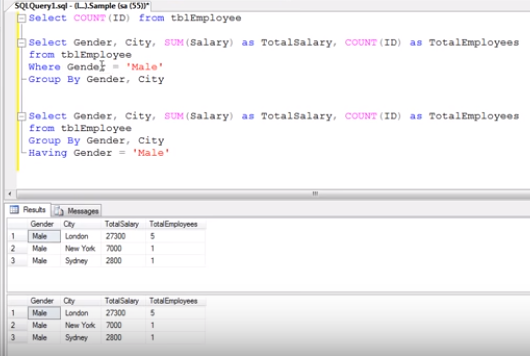 SQLQuery1.sql - (l...).Sample (sa (55))*
Select COUNT(ID) from tblEmployee
Select Gender, City, SUM(Salary) as TotalSalary, COUNT(ID) as TotalEmployees
from tblEmployee
Where Gender = 'Male'
Group By Gender, City
Select Gender, City, SUM(Salary) as TotalSalary, COUNT(ID) as TotalEmployees
from tblEmployee
Group By Gender, City
Having Gender = 'Male'
Results Messages
Gender City TotalSalary TotalEmployees
1 Male London 27300 5
2 Male New York 7000 1
3 Male Sydney 2800 1
Gender City TotalSalary TotalEmployees
1 Male London 27300 5
2 Male New York 7000 1
3 Male Sydney 2800 1